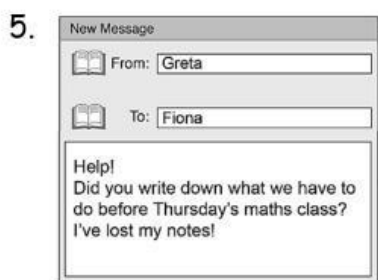 5.
New Message
From: Greta
To: Fiona
Help!
Did you write down what we have to
do before Thursday's maths class?
I've lost my notes!